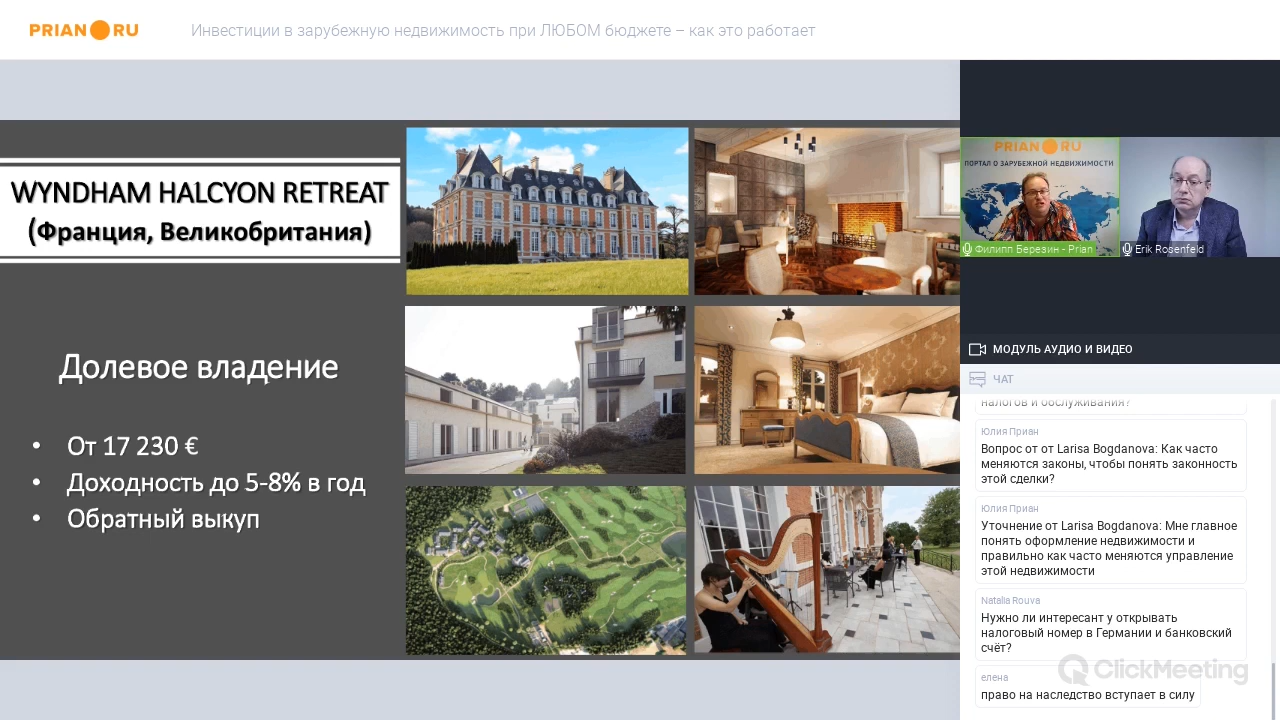 PRIAN RU
Инвестиции в зарубежную недвижимость при ЛЮБОМ бюджете – как это работает
WYNDHAM HALCYON RETREAT
(Франция, Великобритания)
Долевое владение
• От 17 230 €
• Доходность до 5-8% в год
• Обратный выкуп
PRIAN RU
ПОРТАЛ О ЗАРУБЕЖНОЙ НЕДВИЖИМОСТИ
Филипп Березин - Prian
Erik Rosenfeld
МОДУЛЬ АУДИО И ВИДЕО
ЧАТ
налогов и обслуживания?
Юлия Приан
Вопрос от от Larisa Bogdanova: Как часто
меняются законы, чтобы понять законность
этой сделки?
Юлия Приан
Уточнение от Larisa Bogdanova: Мне главное
понять оформление недвижимости и
правильно как часто меняются управление
этой недвижимости
Natalia Rouva
Нужно ли интересант у открывать
налоговый номер в Германии и банковский
счёт?
ClickMeeting
елена
право на наследство вступает в силу